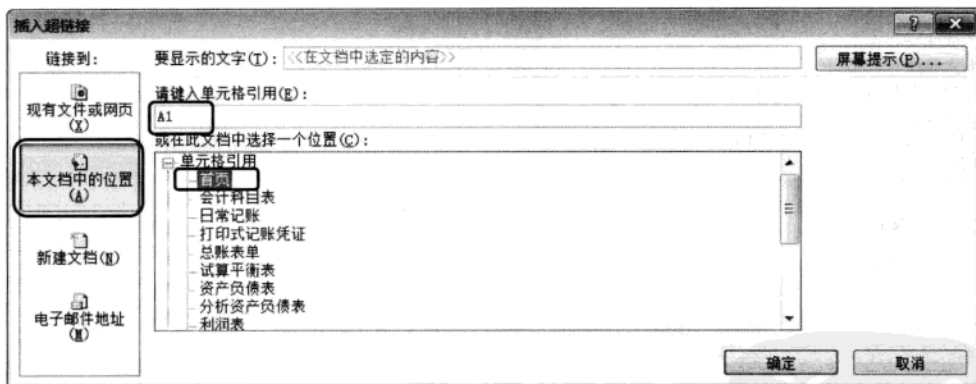 插入超链接
链接到:
要显示的文字(T): <<在文档中选定的内容>>
屏幕提示(P)...
现有文件或网页(X)
本文档中的位置(A)
新建文档(N)
电子邮件地址(M)
请键入单元格引用(E):
A1
或在此文档中选择一个位置(C):
单元格引用
首页
会计科目表
日常记账
打印式记账凭证
总账表单
试算平衡表
资产负债表
分析资产负债表
利润表
确定
取消